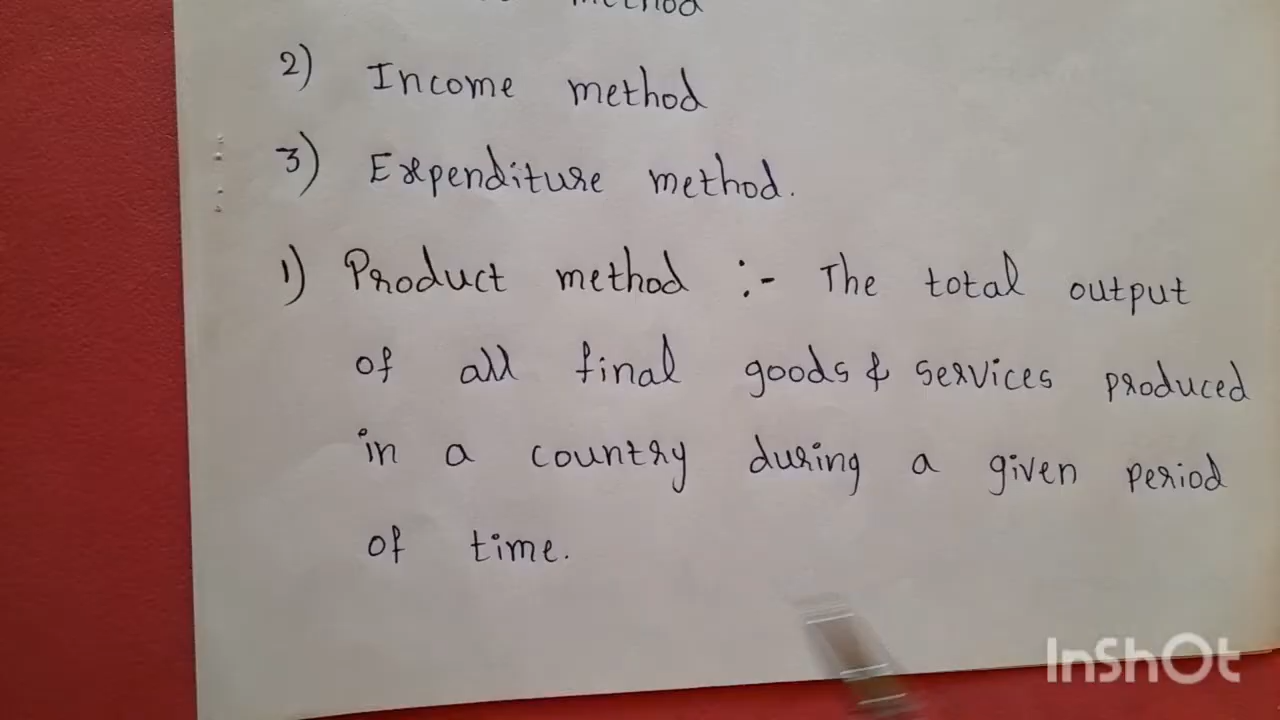 method
2) Income method
3) Expenditure method.
1) Product method :- The total output
of all final goods & services produced
in a country during a given period
of time.
InShOt